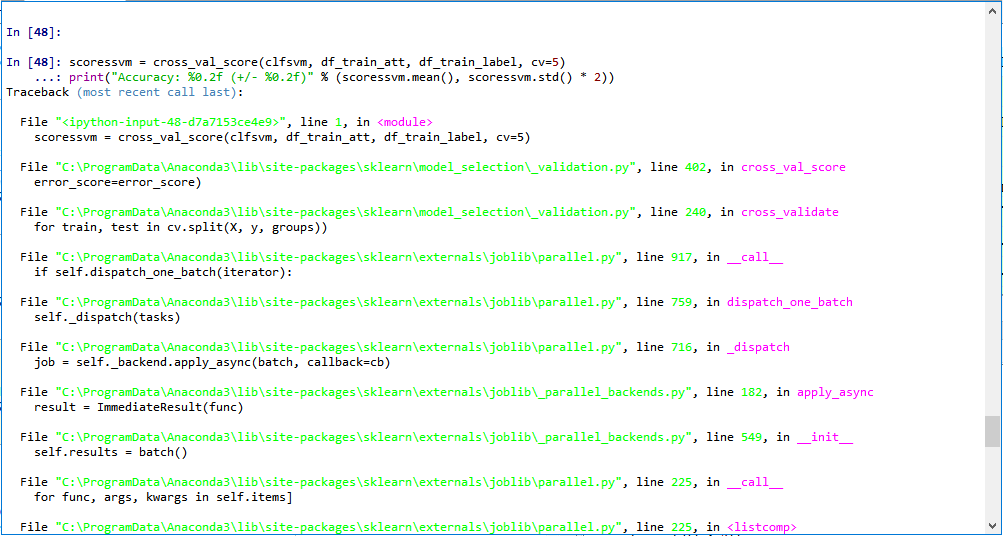 In [48]:
In [48]: scoressvm = cross_val_score(clfsvm, df_train_att, df_train_label, cv=5)
...: print("Accuracy: %0.2f (+/- %0.2f)" % (scoressvm.mean(), scoressvm.std() * 2))
Traceback (most recent call last):
File "<ipython-input-48-d7a7153ce4e9>", line 1, in <module>
scoressvm = cross_val_score(clfsvm, df_train_att, df_train_label, cv=5)
File "C:\ProgramData\Anaconda3\lib\site-packages\sklearn\model_selection\_validation.py", line 402, in cross_val_score
error_score=error_score)
File "C:\ProgramData\Anaconda3\lib\site-packages\sklearn\model_selection\_validation.py", line 240, in cross_validate
for train, test in cv.split(X, y, groups))
File "C:\ProgramData\Anaconda3\lib\site-packages\sklearn\externals\joblib\parallel.py", line 917, in __call__
if self.dispatch_one_batch(iterator):
File "C:\ProgramData\Anaconda3\lib\site-packages\sklearn\externals\joblib\parallel.py", line 759, in dispatch_one_batch
self._dispatch(tasks)
File "C:\ProgramData\Anaconda3\lib\site-packages\sklearn\externals\joblib\parallel.py", line 716, in _dispatch
job = self._backend.apply_async(batch, callback=cb)
File "C:\ProgramData\Anaconda3\lib\site-packages\sklearn\externals\joblib\_parallel_backends.py", line 182, in apply_async
result = ImmediateResult(func)
File "C:\ProgramData\Anaconda3\lib\site-packages\sklearn\externals\joblib\_parallel_backends.py", line 549, in __init__
self.results = batch()
File "C:\ProgramData\Anaconda3\lib\site-packages\sklearn\externals\joblib\parallel.py", line 225, in __call__
for func, args, kwargs in self.items]
File "C:\ProgramData\Anaconda3\lib\site-packages\sklearn\externals\joblib\parallel.py", line 225, in <listcomp>